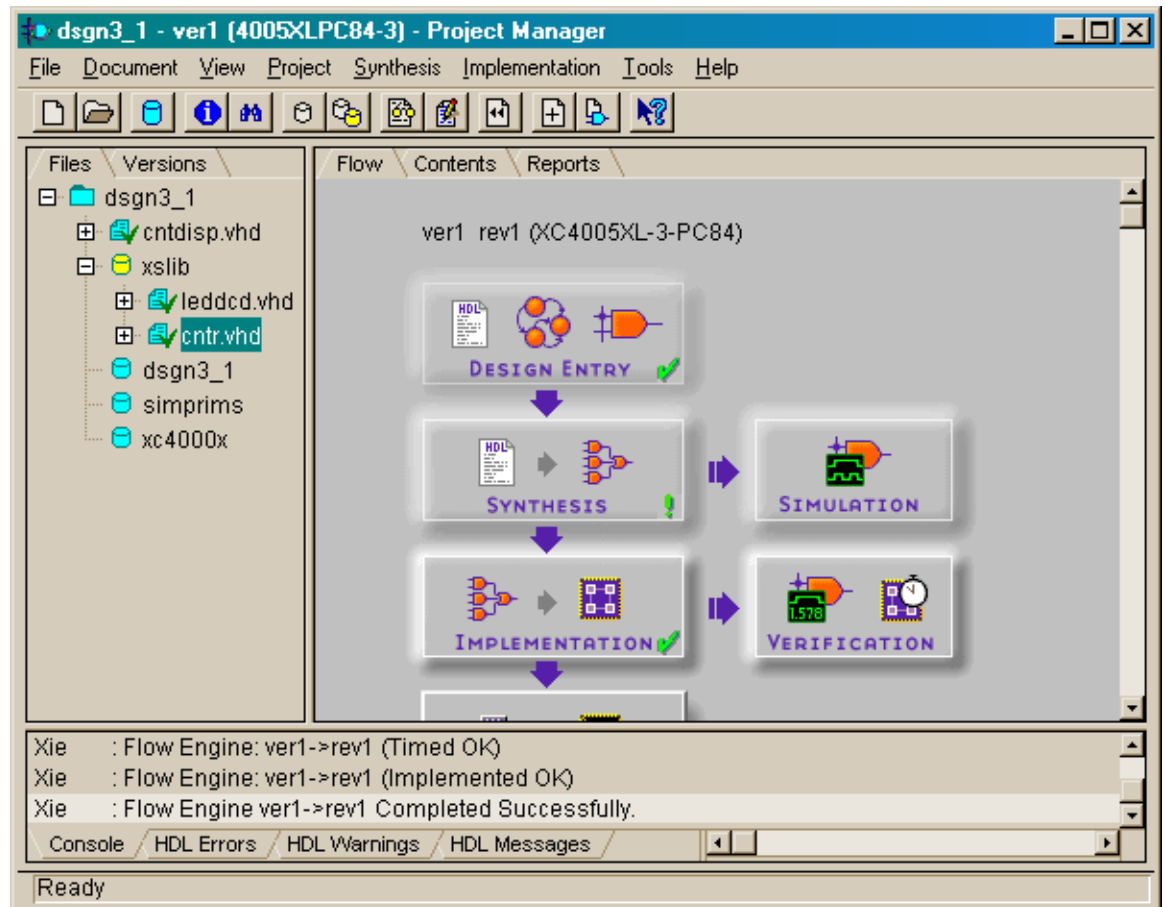 dsgn3_1 - ver1 (4005XLPC84-3) - Project Manager
File Document View Project Synthesis Implementation Tools Help
Files Versions
Flow Contents Reports
dsgn3_1
cntdisp.vhd
xslib
leddcd.vhd
cntr.vhd
dsgn3_1
simprims
xc4000x
ver1 rev1 (XC4005XL-3-PC84)
HDL
DESIGN ENTRY
HDL
SYNTHESIS
SIMULATION
IMPLEMENTATION
1.578
VERIFICATION
Xie : Flow Engine: ver1->rev1 (Timed OK)
Xie : Flow Engine: ver1->rev1 (Implemented OK)
Xie : Flow Engine ver1->rev1 Completed Successfully.
Console HDL Errors HDL Warnings HDL Messages
Ready